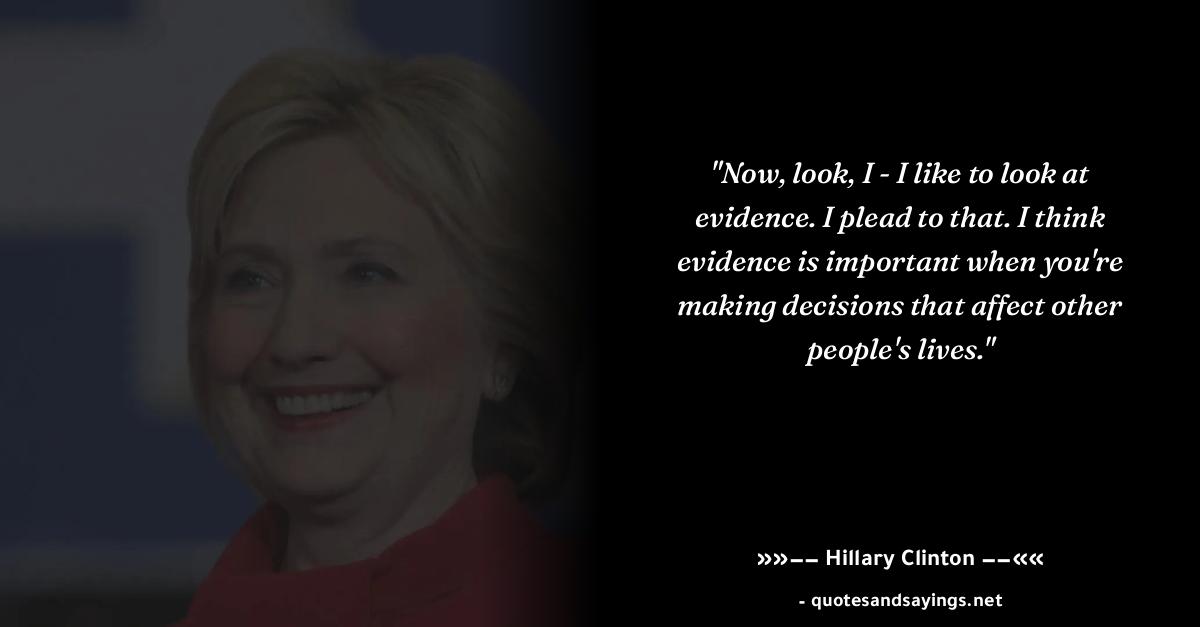 "Now, look, I - I like to look at
evidence. I plead to that. I think
evidence is important when you're
making decisions that affect other
people's lives."
»»-- Hillary Clinton --««
- quotesandsayings.net